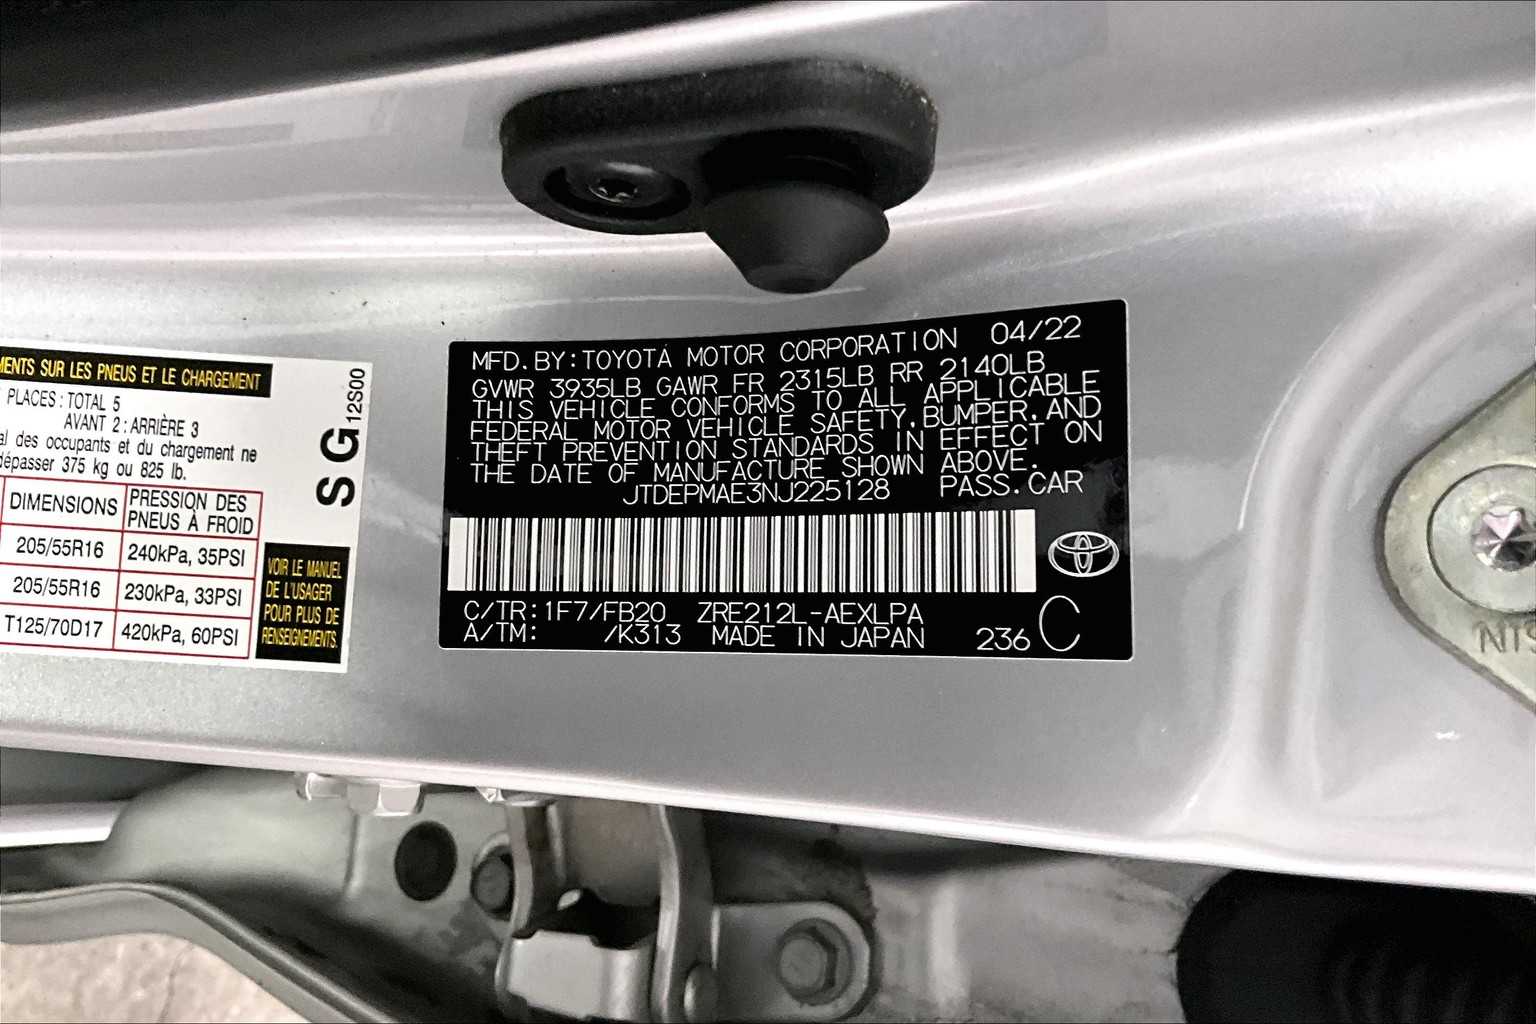 MENTS SUR LES PNEUS ET LE CHARGEMENT
PLACES : TOTAL 5
AVANT 2 : ARRIÈRE 3
al des occupants et du chargement ne
dépasser 375 kg ou 825 lb.
DIMENSIONS PRESSION DES PNEUS À FROID
205/55R16 240kPa, 35PSI
205/55R16 230kPa, 33PSI
T125/70D17 420kPa, 60PSI
SG 12S00
VOIR LE MANUEL
DE L'USAGER
POUR PLUS DE
RENSEIGNEMENTS.
MFD.BY:TOYOTA MOTOR CORPORATION 04/22
GVWR 3935LB GAWR FR 2315LB RR 2140LB
THIS VEHICLE CONFORMS TO ALL APPLICABLE
FEDERAL MOTOR VEHICLE SAFETY,BUMPER,AND
THEFT PREVENTION STANDARDS IN EFFECT ON
THE DATE OF MANUFACTURE SHOWN ABOVE.
JTDEPMAE3NJ225128 PASS.CAR
C/TR:1F7/FB20 ZRE212L-AEXLPA
A/TM: /K313 MADE IN JAPAN 236 C